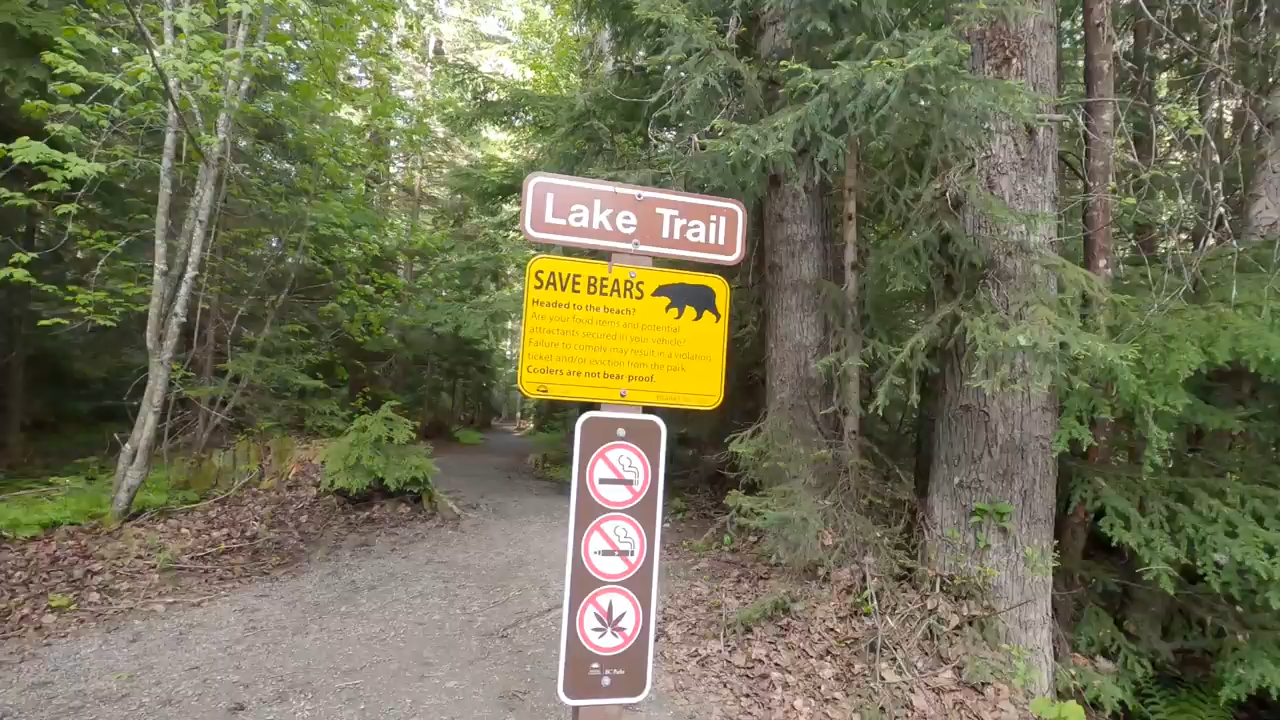 Lake Trail
SAVE BEARS
Headed to the beach?
Are your food items and potential
attractants secured in your vehicle?
Failure to comply may result in a violation
ticket and/or eviction from the park.
Coolers are not bear-proof.
BC Parks